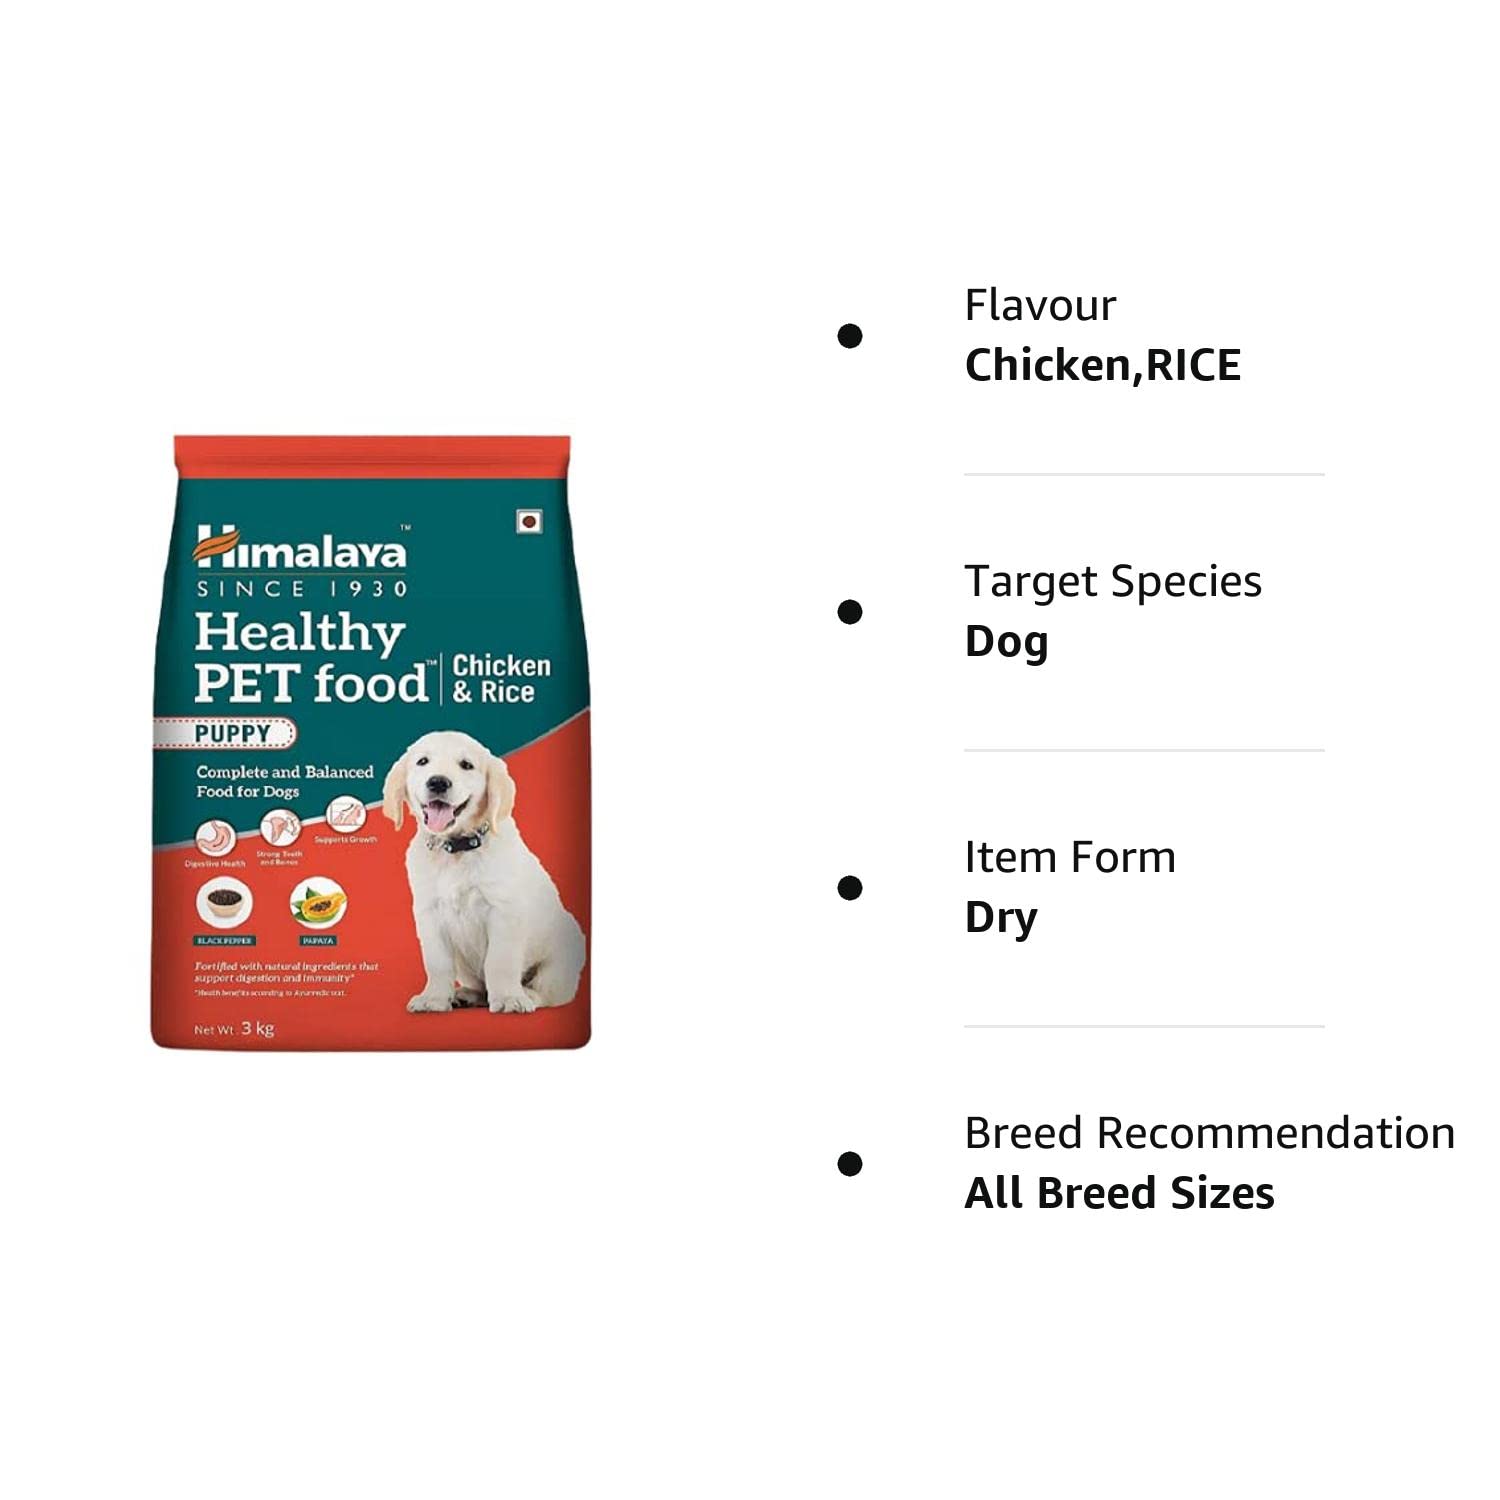 Himalaya™
SINCE 1930
Healthy
PET food™
Chicken
& Rice
PUPPY
Complete and Balanced
Food for Dogs
Digestive Health
Strong Teeth
and Bones
Supports Growth
BLACK PEPPER
PAPAYA
Fortified with natural ingredients that
support digestion and immunity*
*Health benefits according to Ayurvedic text.
Net Wt. 3 kg
Flavour
Chicken,RICE
Target Species
Dog
Item Form
Dry
Breed Recommendation
All Breed Sizes